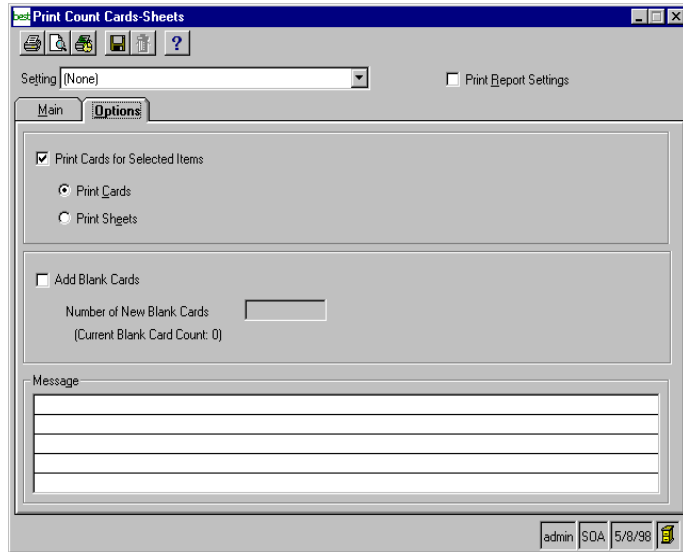 best Print Count Cards-Sheets
?
Setting (None) Print Report Settings
Main Options
Print Cards for Selected Items
Print Cards
Print Sheets
Add Blank Cards
Number of New Blank Cards
(Current Blank Card Count: 0)
Message
admin SOA 5/8/98